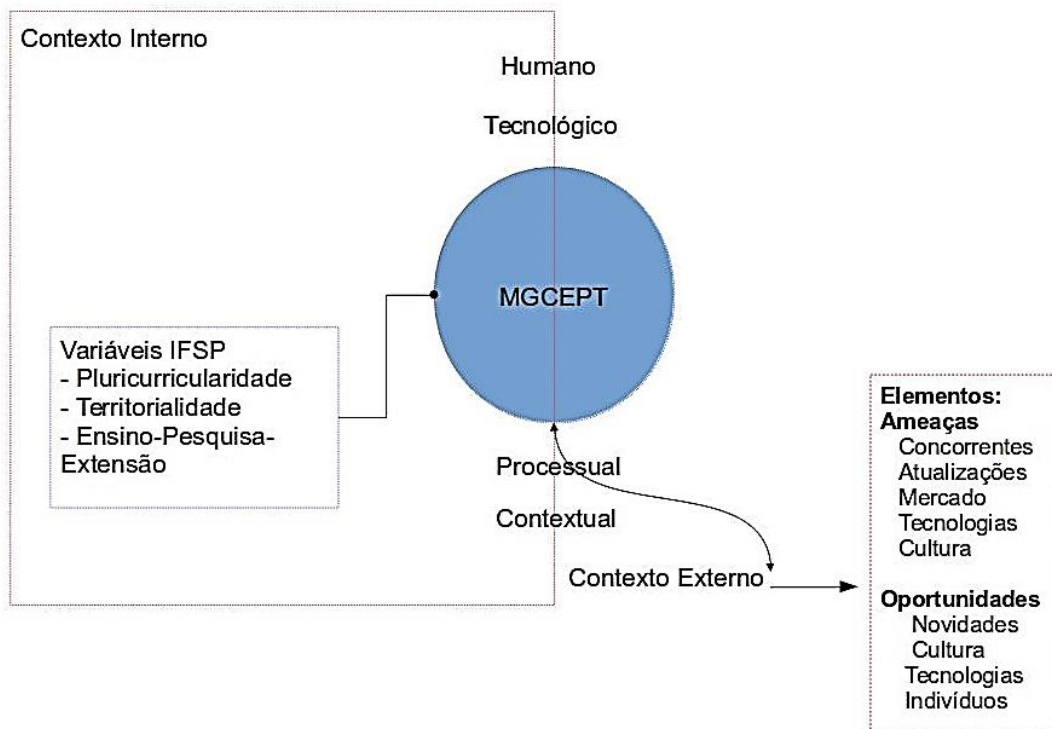 Contexto Interno
Humano
Tecnológico
MGCEPT
Variáveis IFSP
- Pluricurricularidade
- Territorialidade
- Ensino-Pesquisa-
Extensão
Processual
Contextual
Contexto Externo
Elementos:
Ameaças
Concorrentes
Atualizações
Mercado
Tecnologias
Cultura
Oportunidades
Novidades
Cultura
Tecnologias
Indivíduos